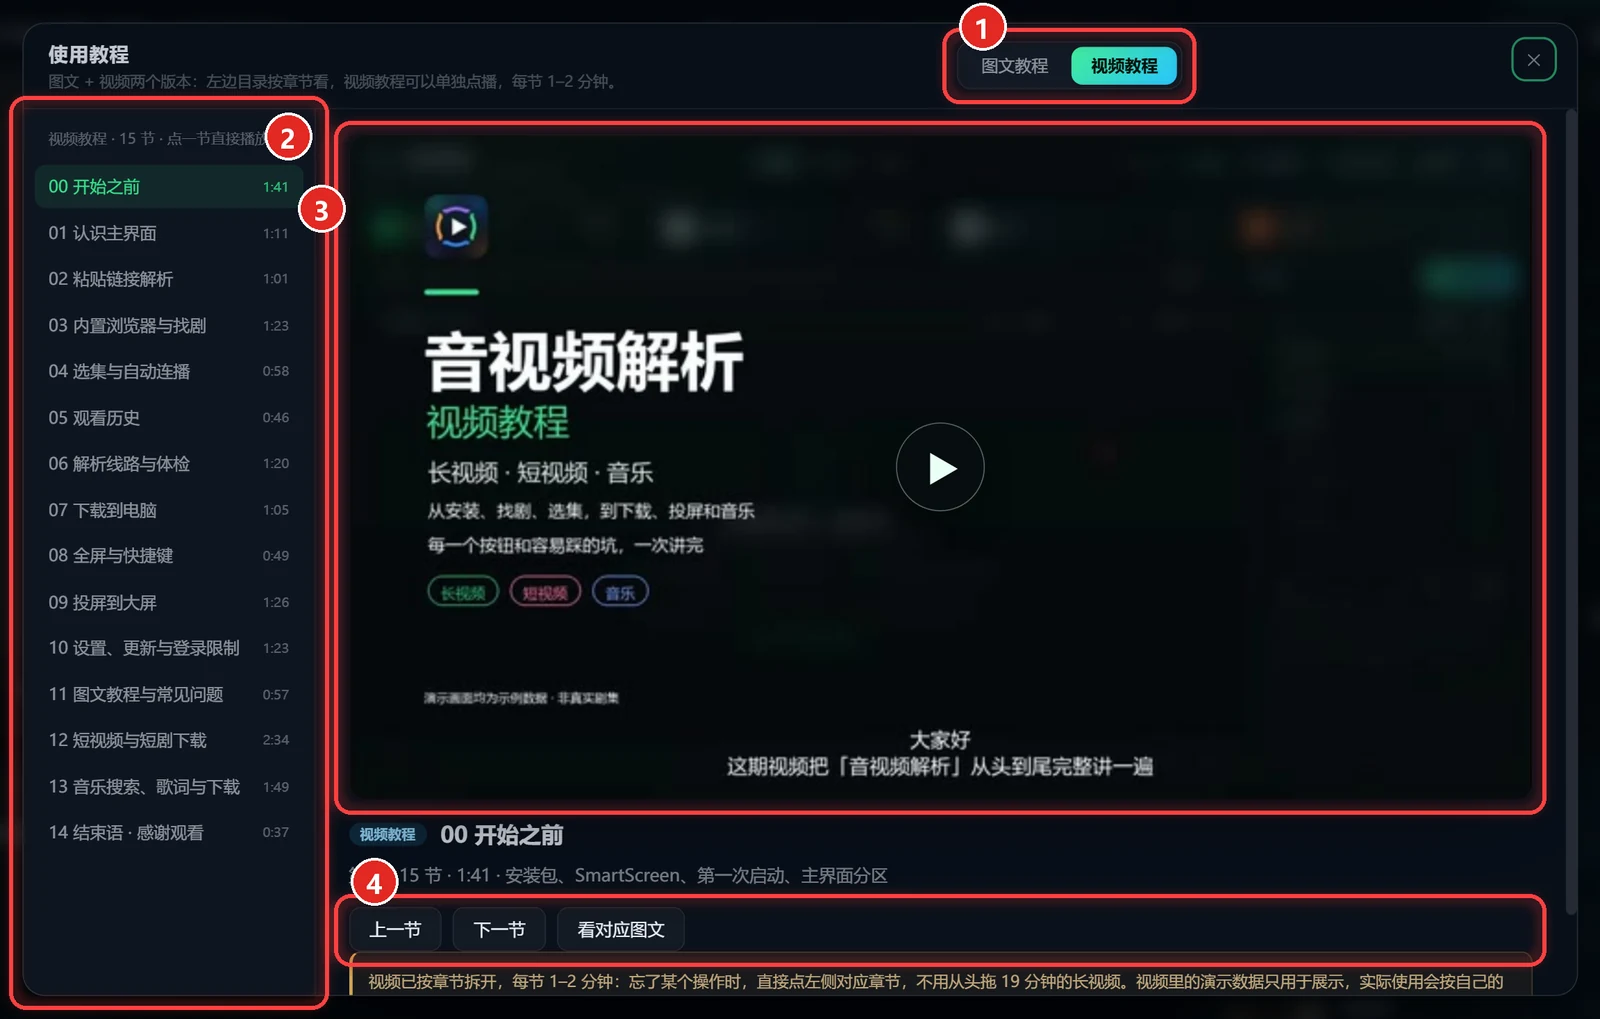 使用教程
图文 + 视频两个版本：左边目录按章节看，视频教程可以单独点播，每节 1–2 分钟。
1
图文教程
视频教程
视频教程 · 15 节 · 点一节直接播放
2
00 开始之前 1:41
3
01 认识主界面 1:11
02 粘贴链接解析 1:01
03 内置浏览器与找剧 1:23
04 选集与自动连播 0:58
05 观看历史 0:46
06 解析线路与体检 1:20
07 下载到电脑 1:05
08 全屏与快捷键 0:49
09 投屏到大屏 1:26
10 设置、更新与登录限制 1:23
11 图文教程与常见问题 0:57
12 短视频与短剧下载 2:34
13 音乐搜索、歌词与下载 1:49
14 结束语 · 感谢观看 0:37
音视频解析
视频教程
长视频 · 短视频 · 音乐
从安装、找剧、选集，到下载、投屏和音乐
每一个按钮和容易踩的坑，一次讲完
长视频
短视频
音乐
演示画面均为示例数据 · 非真实剧集
大家好
这期视频把「音视频解析」从头到尾完整讲一遍
视频教程
00 开始之前
15 节 · 1:41 · 安装包、SmartScreen、第一次启动、主界面分区
4
上一节
下一节
看对应图文
视频已按章节拆开，每节 1–2 分钟：忘了某个操作时，直接点左侧对应章节，不用从头拖 19 分钟的长视频。视频里的演示数据只用于展示，实际使用会按自己的